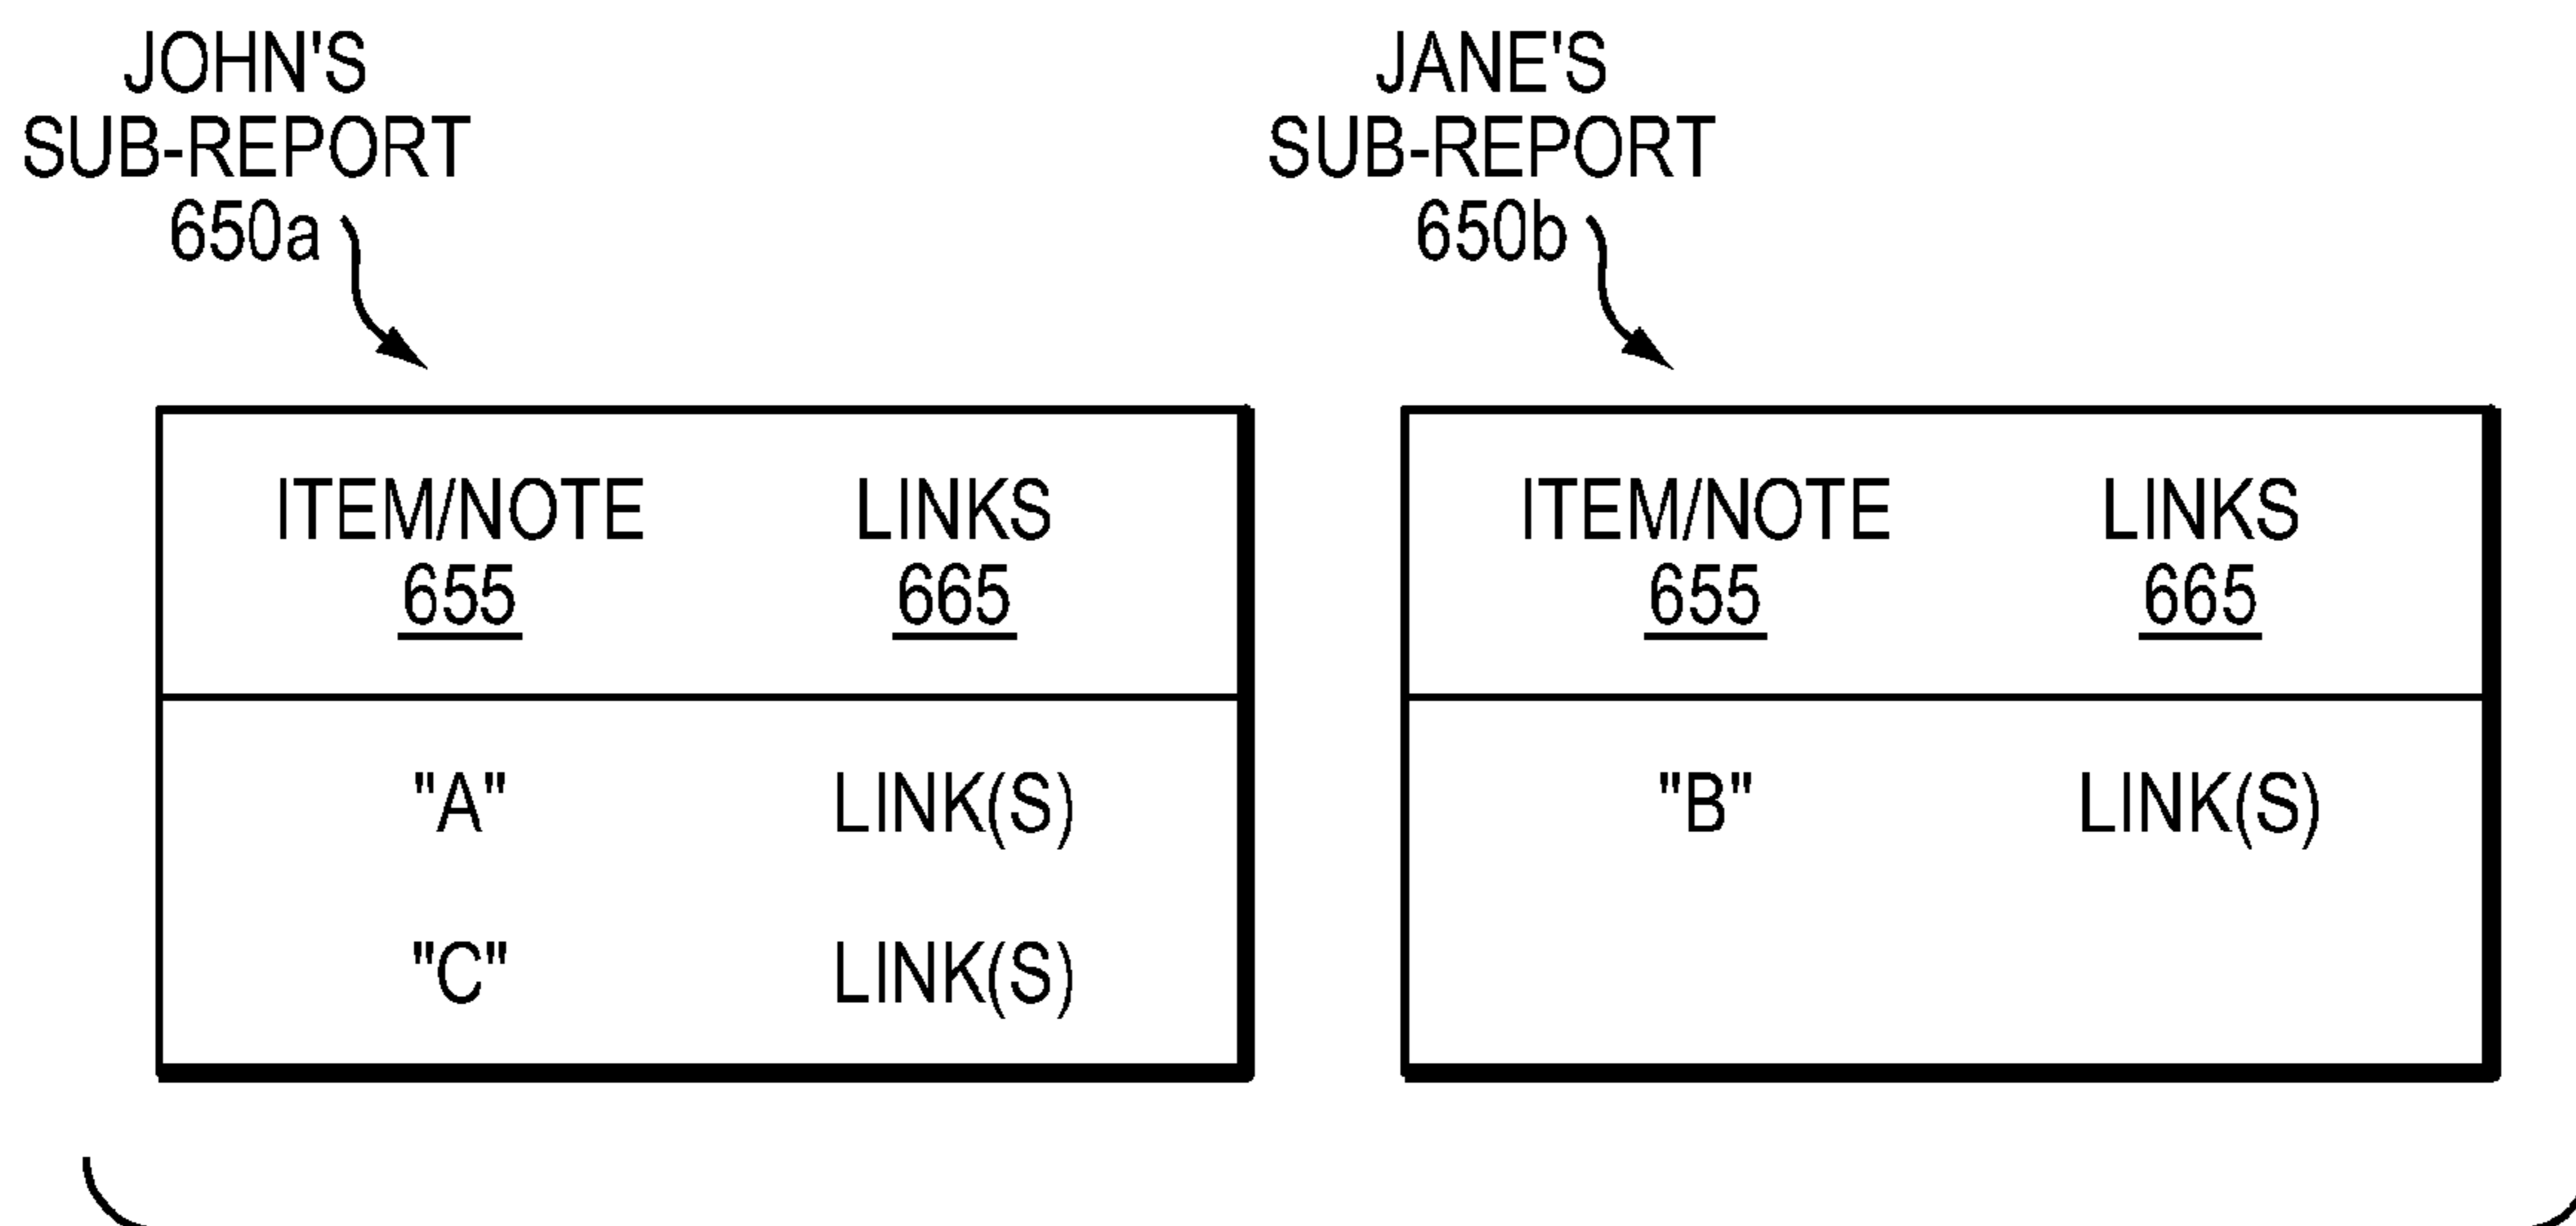 JOHN'S
SUB-REPORT
650a
JANE'S
SUB-REPORT
650b
ITEM/NOTE LINKS
655 665
"A" LINK(S)
"C" LINK(S)
ITEM/NOTE LINKS
655 665
"B" LINK(S)